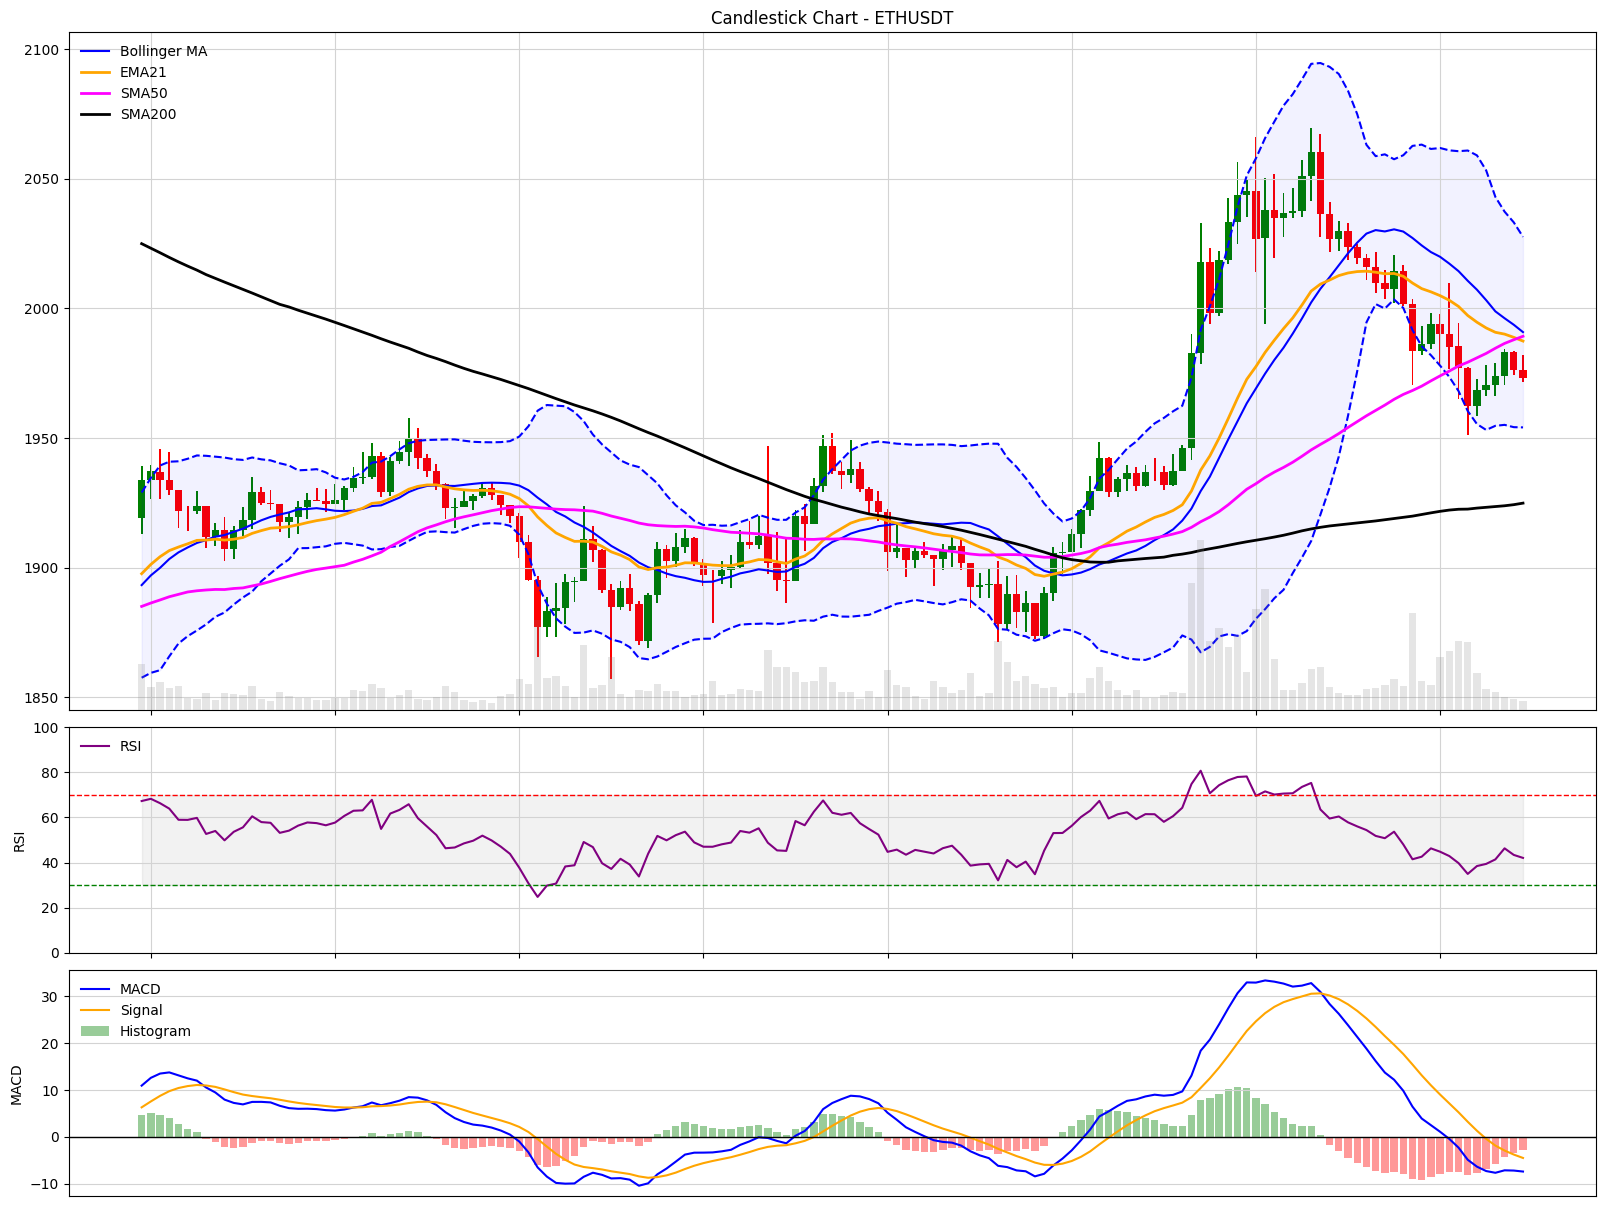 Candlestick Chart - ETHUSDT
Bollinger MA
EMA21
SMA50
SMA200
2100
2050
2000
1950
1900
1850
RSI
100
80
60
40
20
0
RSI
MACD
Signal
Histogram
30
20
10
0
−10
MACD